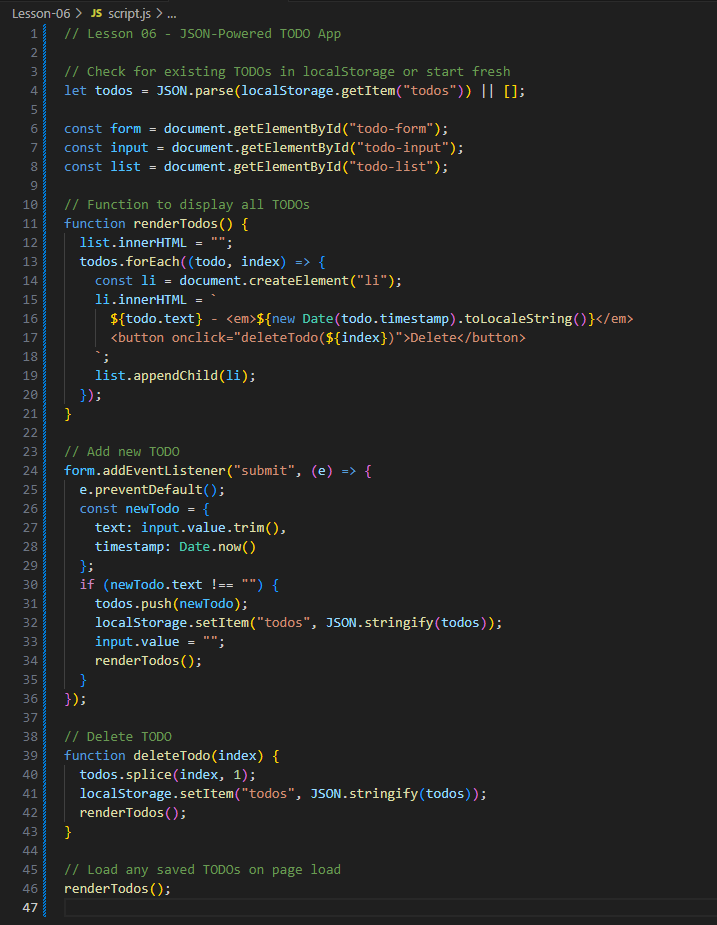 Lesson-06 > JS script.js > ...
1 // Lesson 06 - JSON-Powered TODO App
2
3 // Check for existing TODOs in localStorage or start fresh
4 let todos = JSON.parse(localStorage.getItem("todos")) || [];
5
6 const form = document.getElementById("todo-form");
7 const input = document.getElementById("todo-input");
8 const list = document.getElementById("todo-list");
9
10 // Function to display all TODOs
11 function renderTodos() {
12   list.innerHTML = "";
13   todos.forEach((todo, index) => {
14     const li = document.createElement("li");
15     li.innerHTML = `
16       ${todo.text} - <em>${new Date(todo.timestamp).toLocaleString()}</em>
17       <button onclick="deleteTodo(${index})">Delete</button>
18     `;
19     list.appendChild(li);
20   });
21 }
22
23 // Add new TODO
24 form.addEventListener("submit", (e) => {
25   e.preventDefault();
26   const newTodo = {
27     text: input.value.trim(),
28     timestamp: Date.now()
29   };
30   if (newTodo.text !== "") {
31     todos.push(newTodo);
32     localStorage.setItem("todos", JSON.stringify(todos));
33     input.value = "";
34     renderTodos();
35   }
36 });
37
38 // Delete TODO
39 function deleteTodo(index) {
40   todos.splice(index, 1);
41   localStorage.setItem("todos", JSON.stringify(todos));
42   renderTodos();
43 }
44
45 // Load any saved TODOs on page load
46 renderTodos();
47